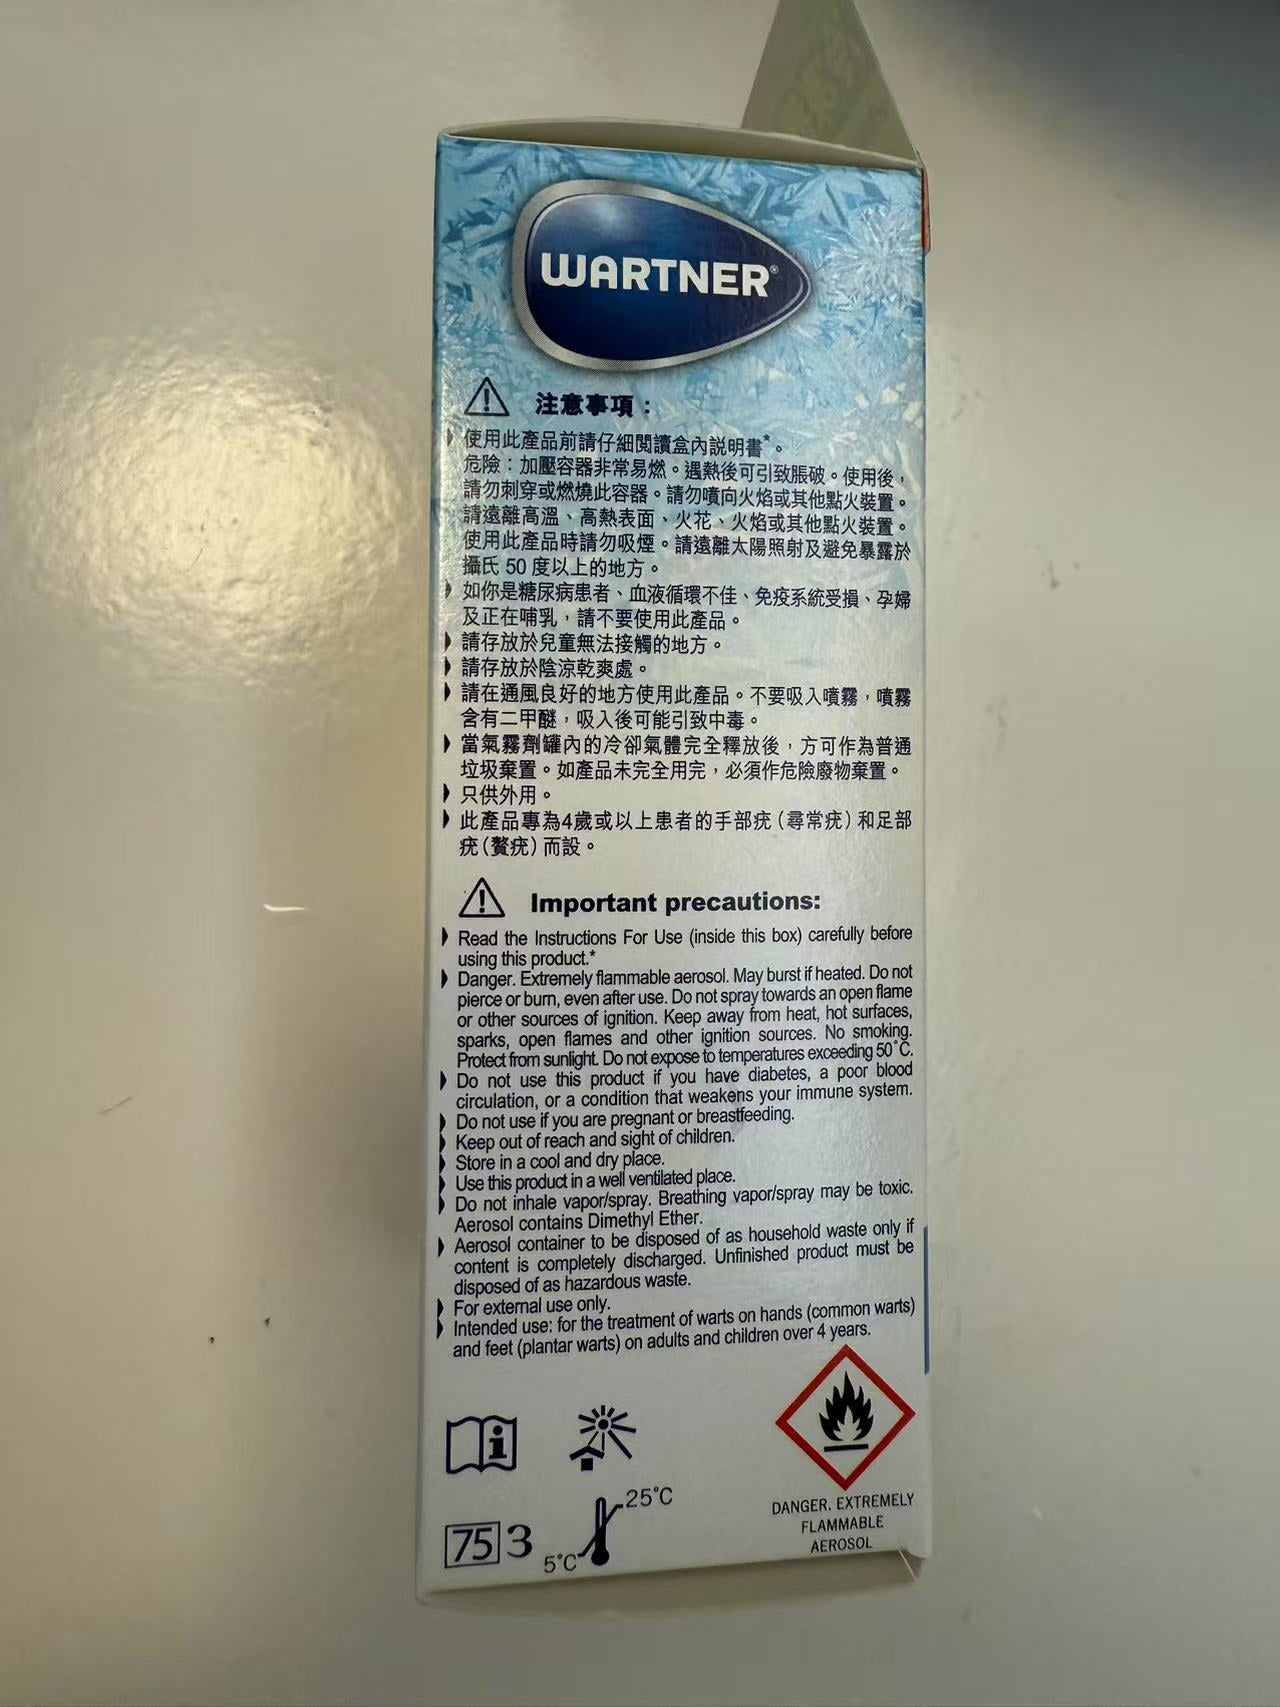 WARTNER®
注意事項：
使用此產品前請仔細閱讀盒內説明書*。
危險：加壓容器非常易燃。遇熱後可引致脹破。使用後，
請勿刺穿或燃燒此容器。請勿噴向火焰或其他點火裝置。
請遠離高溫、高熱表面、火花、火焰或其他點火裝置。
使用此產品時請勿吸煙。請遠離太陽照射及避免暴露於
攝氏 50 度以上的地方。
如你是糖尿病患者、血液循環不佳、免疫系統受損、孕婦
及正在哺乳，請不要使用此產品。
請存放於兒童無法接觸的地方。
請存放於陰涼乾爽處。
請在通風良好的地方使用此產品。不要吸入噴霧，噴霧
含有二甲醚，吸入後可能引致中毒。
當氣霧劑罐內的冷卻氣體完全釋放後，方可作為普通
垃圾棄置。如產品未完全用完，必須作危險廢物棄置。
只供外用。
此產品專為4歲或以上患者的手部疣（尋常疣）和足部
疣（贅疣）而設。
Important precautions:
Read the Instructions For Use (inside this box) carefully before
using this product.*
Danger. Extremely flammable aerosol. May burst if heated. Do not
pierce or burn, even after use. Do not spray towards an open flame
or other sources of ignition. Keep away from heat, hot surfaces,
sparks, open flames and other ignition sources. No smoking.
Protect from sunlight. Do not expose to temperatures exceeding 50°C.
Do not use this product if you have diabetes, a poor blood
circulation, or a condition that weakens your immune system.
Do not use if you are pregnant or breastfeeding.
Keep out of reach and sight of children.
Store in a cool and dry place.
Use this product in a well ventilated place.
Do not inhale vapor/spray. Breathing vapor/spray may be toxic.
Aerosol contains Dimethyl Ether.
Aerosol container to be disposed of as household waste only if
content is completely discharged. Unfinished product must be
disposed of as hazardous waste.
For external use only.
Intended use: for the treatment of warts on hands (common warts)
and feet (plantar warts) on adults and children over 4 years.
25°C
5°C
75 3
DANGER. EXTREMELY
FLAMMABLE
AEROSOL